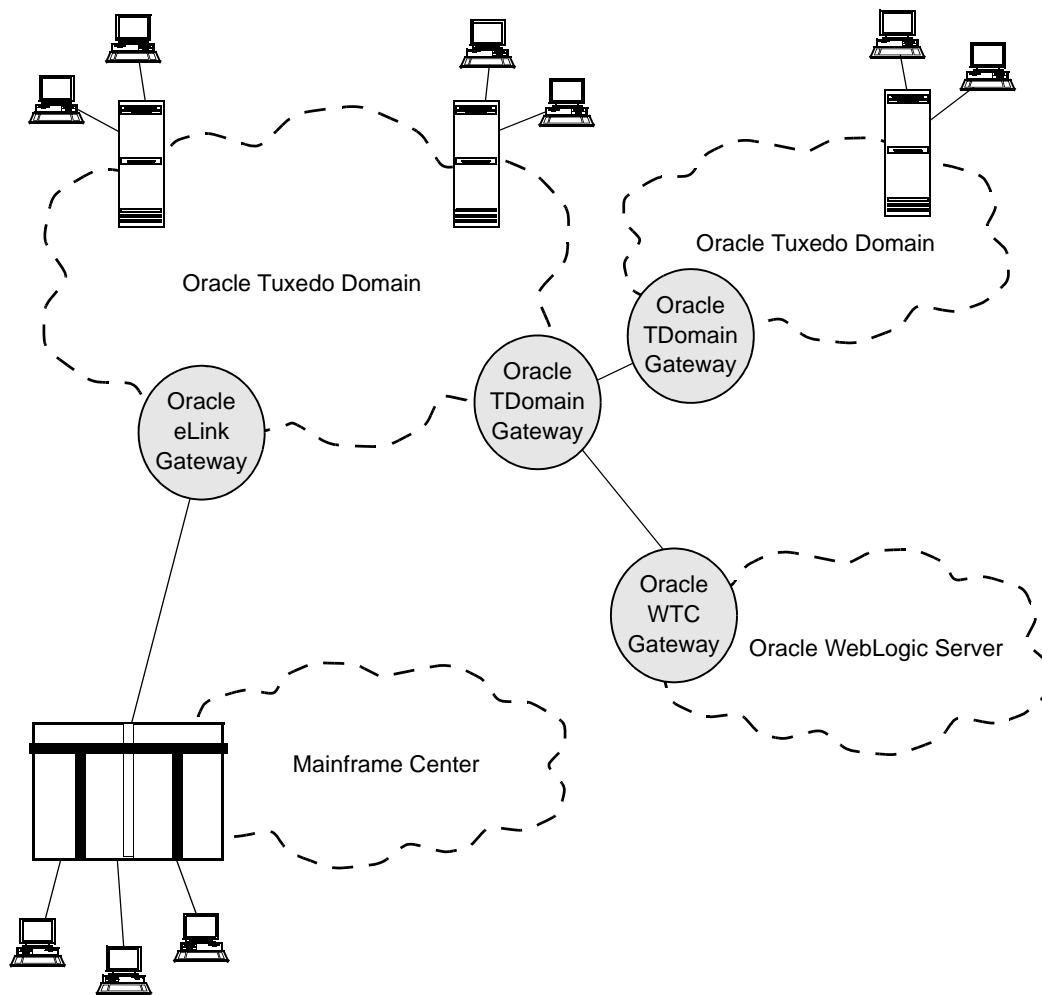 Oracle Tuxedo Domain
Oracle Tuxedo Domain
Oracle
TDomain
Gateway
Oracle
TDomain
Gateway
Oracle
eLink
Gateway
Oracle
WTC
Gateway
Oracle WebLogic Server
Mainframe Center